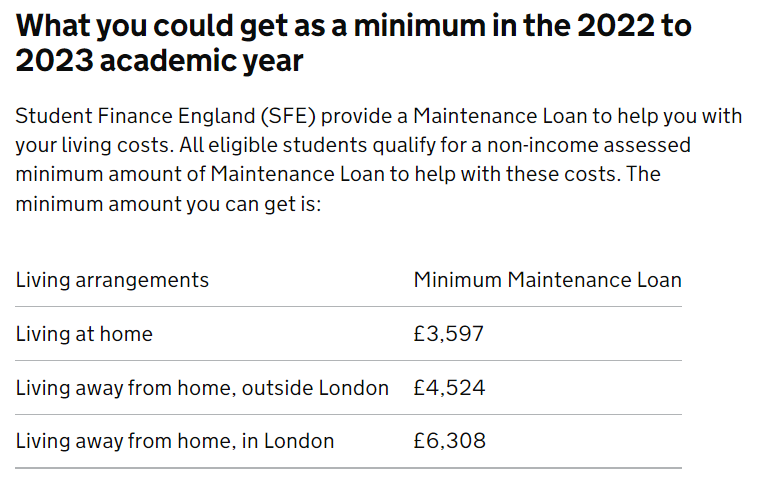 What you could get as a minimum in the 2022 to
2023 academic year
Student Finance England (SFE) provide a Maintenance Loan to help you with
your living costs. All eligible students qualify for a non-income assessed
minimum amount of Maintenance Loan to help with these costs. The
minimum amount you can get is:
Living arrangements Minimum Maintenance Loan
Living at home £3,597
Living away from home, outside London £4,524
Living away from home, in London £6,308